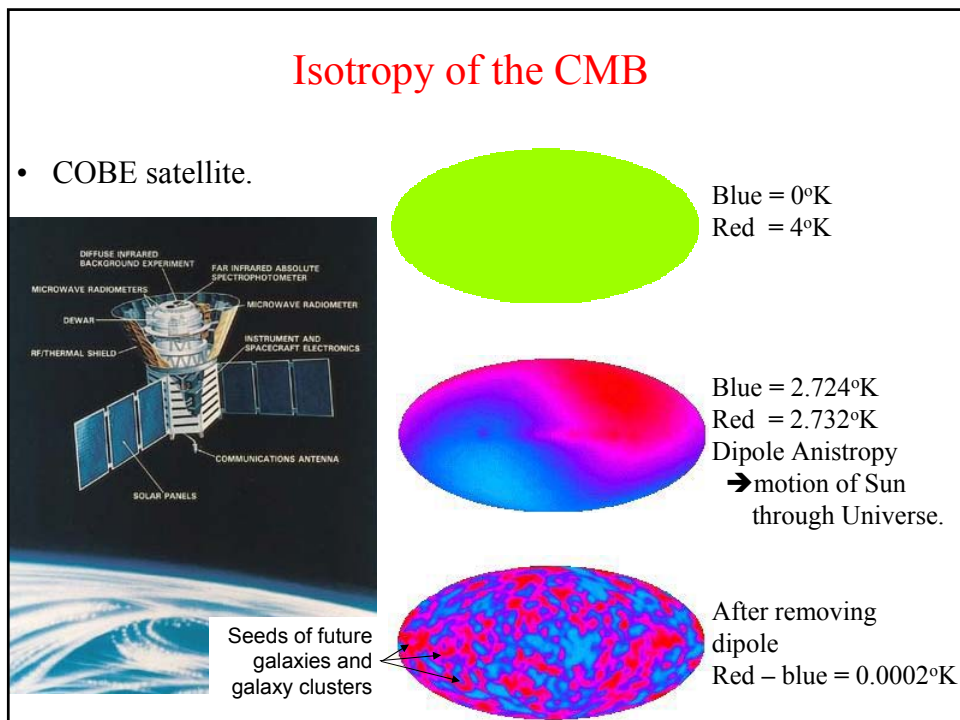 Isotropy of the CMB
• COBE satellite.
DIFFUSE INFRARED
BACKGROUND EXPERIMENT
FAR INFRARED ABSOLUTE
SPECTROPHOTOMETER
MICROWAVE RADIOMETERS
MICROWAVE RADIOMETER
DEWAR
INSTRUMENT AND
SPACECRAFT ELECTRONICS
RF/THERMAL SHIELD
COMMUNICATIONS ANTENNA
SOLAR PANELS
Blue = 0°K
Red = 4°K
Blue = 2.724°K
Red = 2.732°K
Dipole Anistropy
➔motion of Sun
through Universe.
Seeds of future
galaxies and
galaxy clusters
After removing
dipole
Red – blue = 0.0002°K